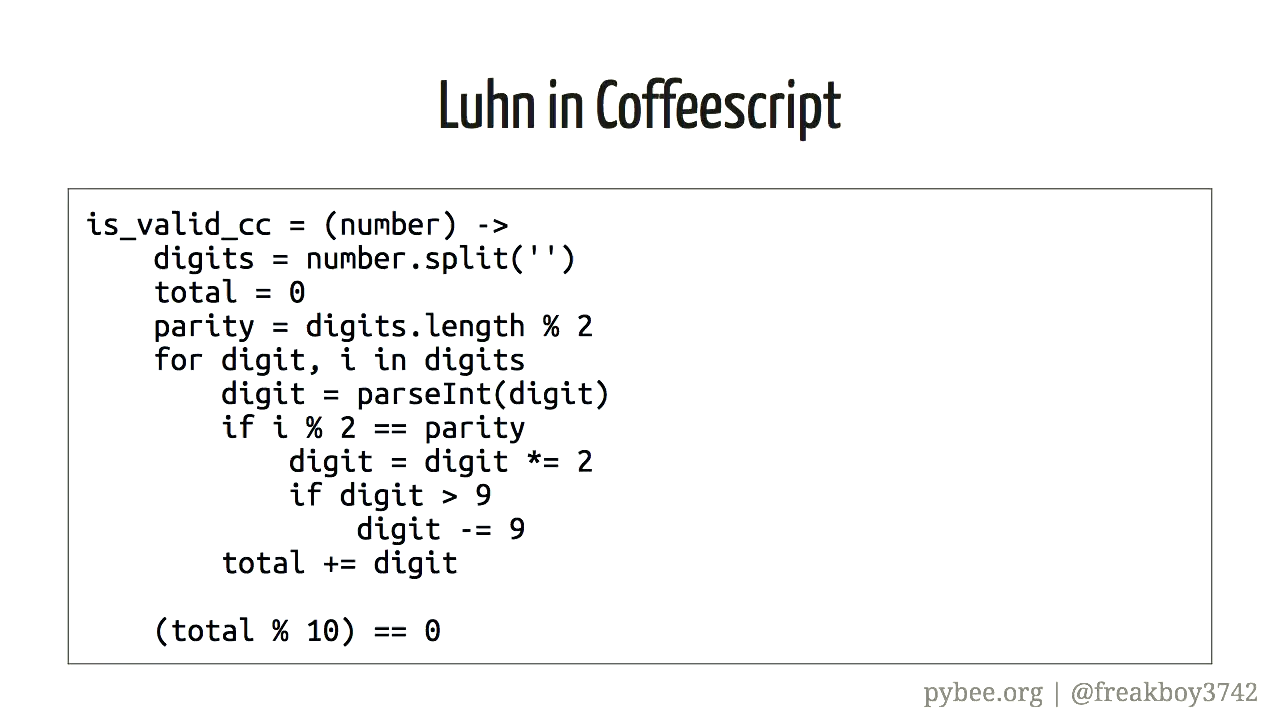 Luhn in Coffeescript
is_valid_cc = (number) ->
    digits = number.split('')
    total = 0
    parity = digits.length % 2
    for digit, i in digits
        digit = parseInt(digit)
        if i % 2 == parity
            digit = digit *= 2
            if digit > 9
                digit -= 9
        total += digit

    (total % 10) == 0
pybee.org | @freakboy3742